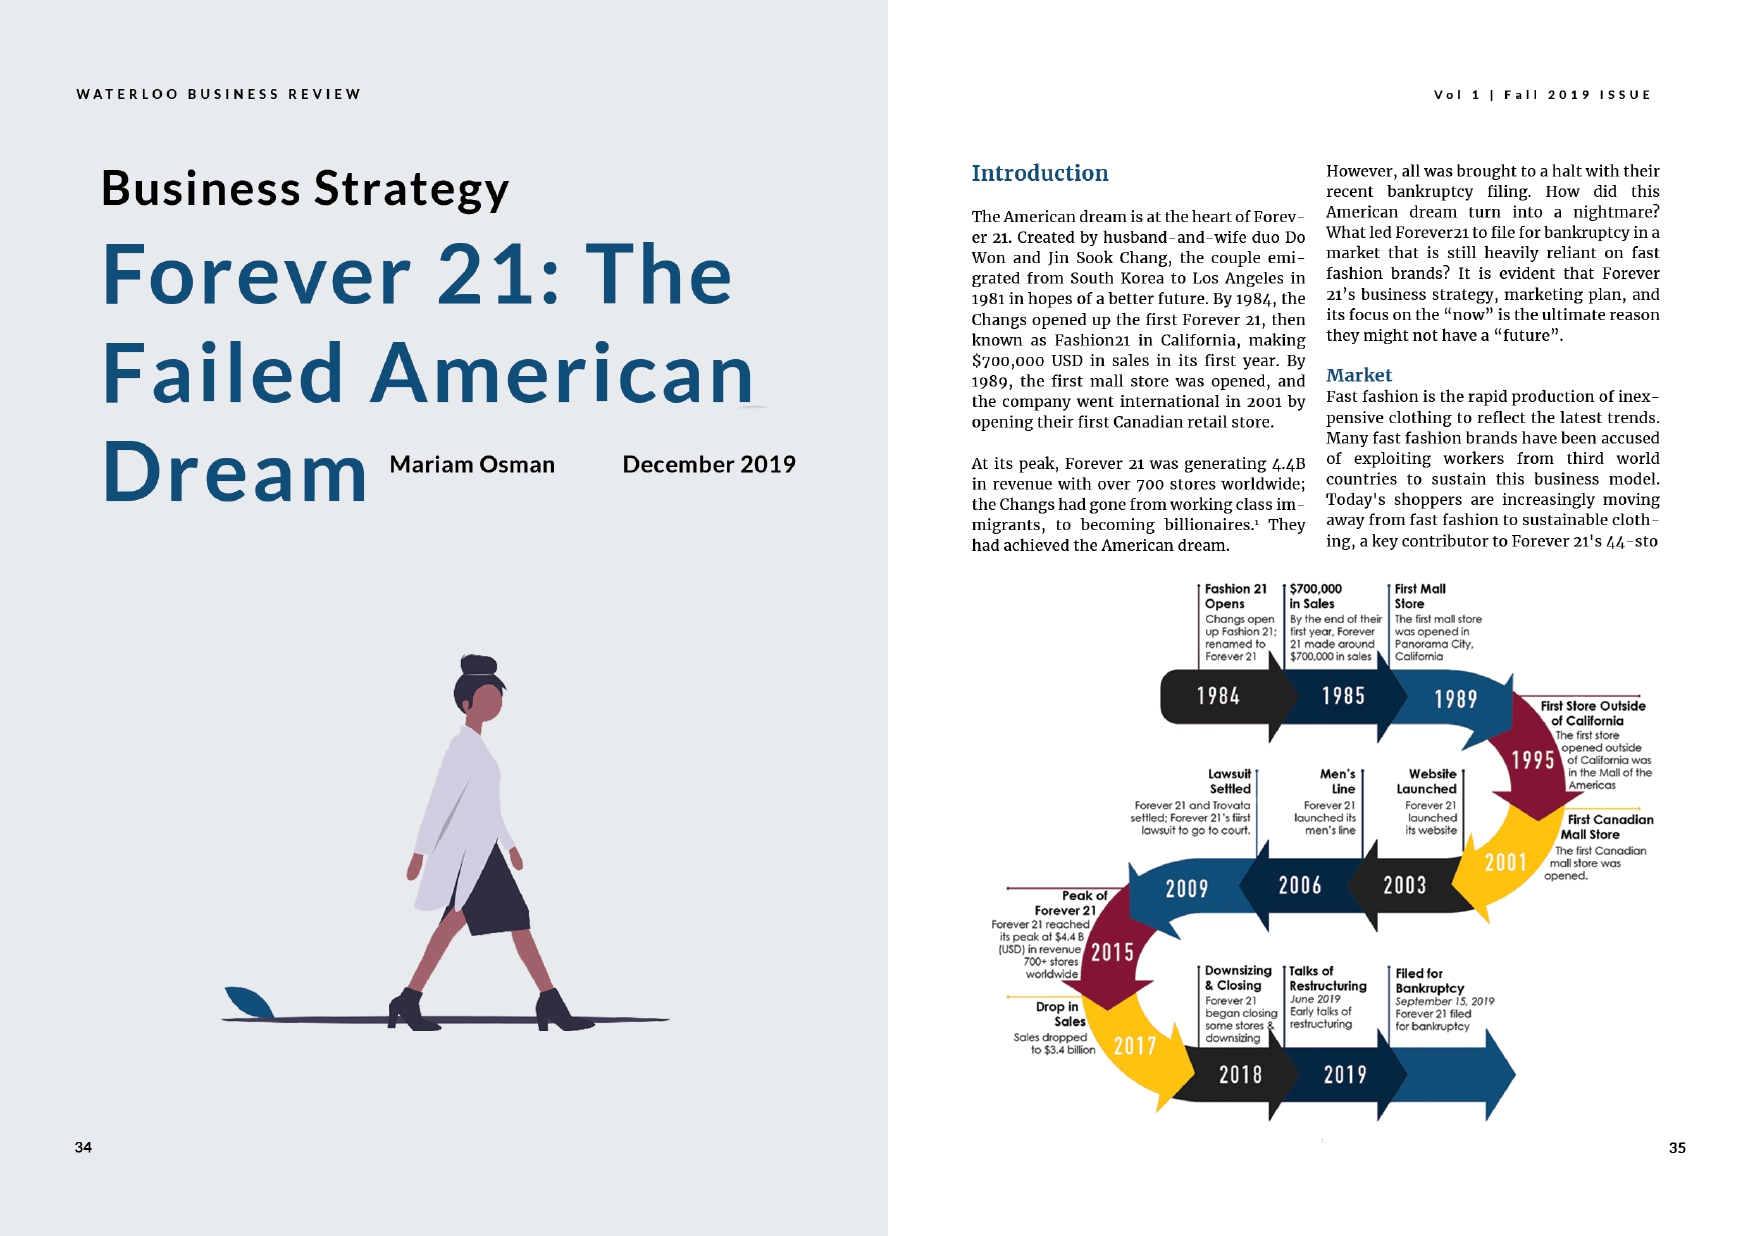 WATERLOO BUSINESS REVIEW
Business Strategy
Forever 21: The
Failed American
Dream
Mariam Osman
December 2019
34
Vol 1 | Fall 2019 ISSUE
Introduction
The American dream is at the heart of Forev-
er 21. Created by husband-and-wife duo Do
Won and Jin Sook Chang, the couple emi-
grated from South Korea to Los Angeles in
1981 in hopes of a better future. By 1984, the
Changs opened up the first Forever 21, then
known as Fashion21 in California, making
$700,000 USD in sales in its first year. By
1989, the first mall store was opened, and
the company went international in 2001 by
opening their first Canadian retail store.
At its peak, Forever 21 was generating 4.4B
in revenue with over 700 stores worldwide;
the Changs had gone from working class im-
migrants, to becoming billionaires.¹ They
had achieved the American dream.
However, all was brought to a halt with their
recent bankruptcy filing. How did this
American dream turn into a nightmare?
What led Forever21 to file for bankruptcy in a
market that is still heavily reliant on fast
fashion brands? It is evident that Forever
21’s business strategy, marketing plan, and
its focus on the “now” is the ultimate reason
they might not have a “future”.
Market
Fast fashion is the rapid production of inex-
pensive clothing to reflect the latest trends.
Many fast fashion brands have been accused
of exploiting workers from third world
countries to sustain this business model.
Today's shoppers are increasingly moving
away from fast fashion to sustainable cloth-
ing, a key contributor to Forever 21's 44-sto
Fashion 21
Opens
Changs open
up Fashion 21;
renamed to
Forever 21
$700,000
in Sales
By the end of their
first year, Forever
21 made around
$700,000 in sales
First Mall
Store
The first mall store
was opened in
Panorama City,
California
1984
1985
1989
1995
First Store Outside
of California
The first store
opened outside
of California was
in the Mall of the
Americas
First Canadian
Mall Store
The first Canadian
mall store was
opened.
2001
Website
Launched
Forever 21
launched
its website
2003
Men's
Line
Forever 21
launched its
men's line
2006
Lawsuit
Settled
Forever 21 and Trovata
settled; Forever 21's fiirst
lawsuit to go to court.
2009
Peak of
Forever 21
Forever 21 reached
its peak at $4.4 B
(USD) in revenue
700+ stores
worldwide
2015
Drop in
Sales
Sales dropped
to $3.4 billion
2017
Downsizing
& Closing
Forever 21
began closing
some stores &
downsizing
2018
Talks of
Restructuring
June 2019
Early talks of
restructuring
2019
Filed for
Bankruptcy
September 15, 2019
Forever 21 filed
for bankruptcy
35